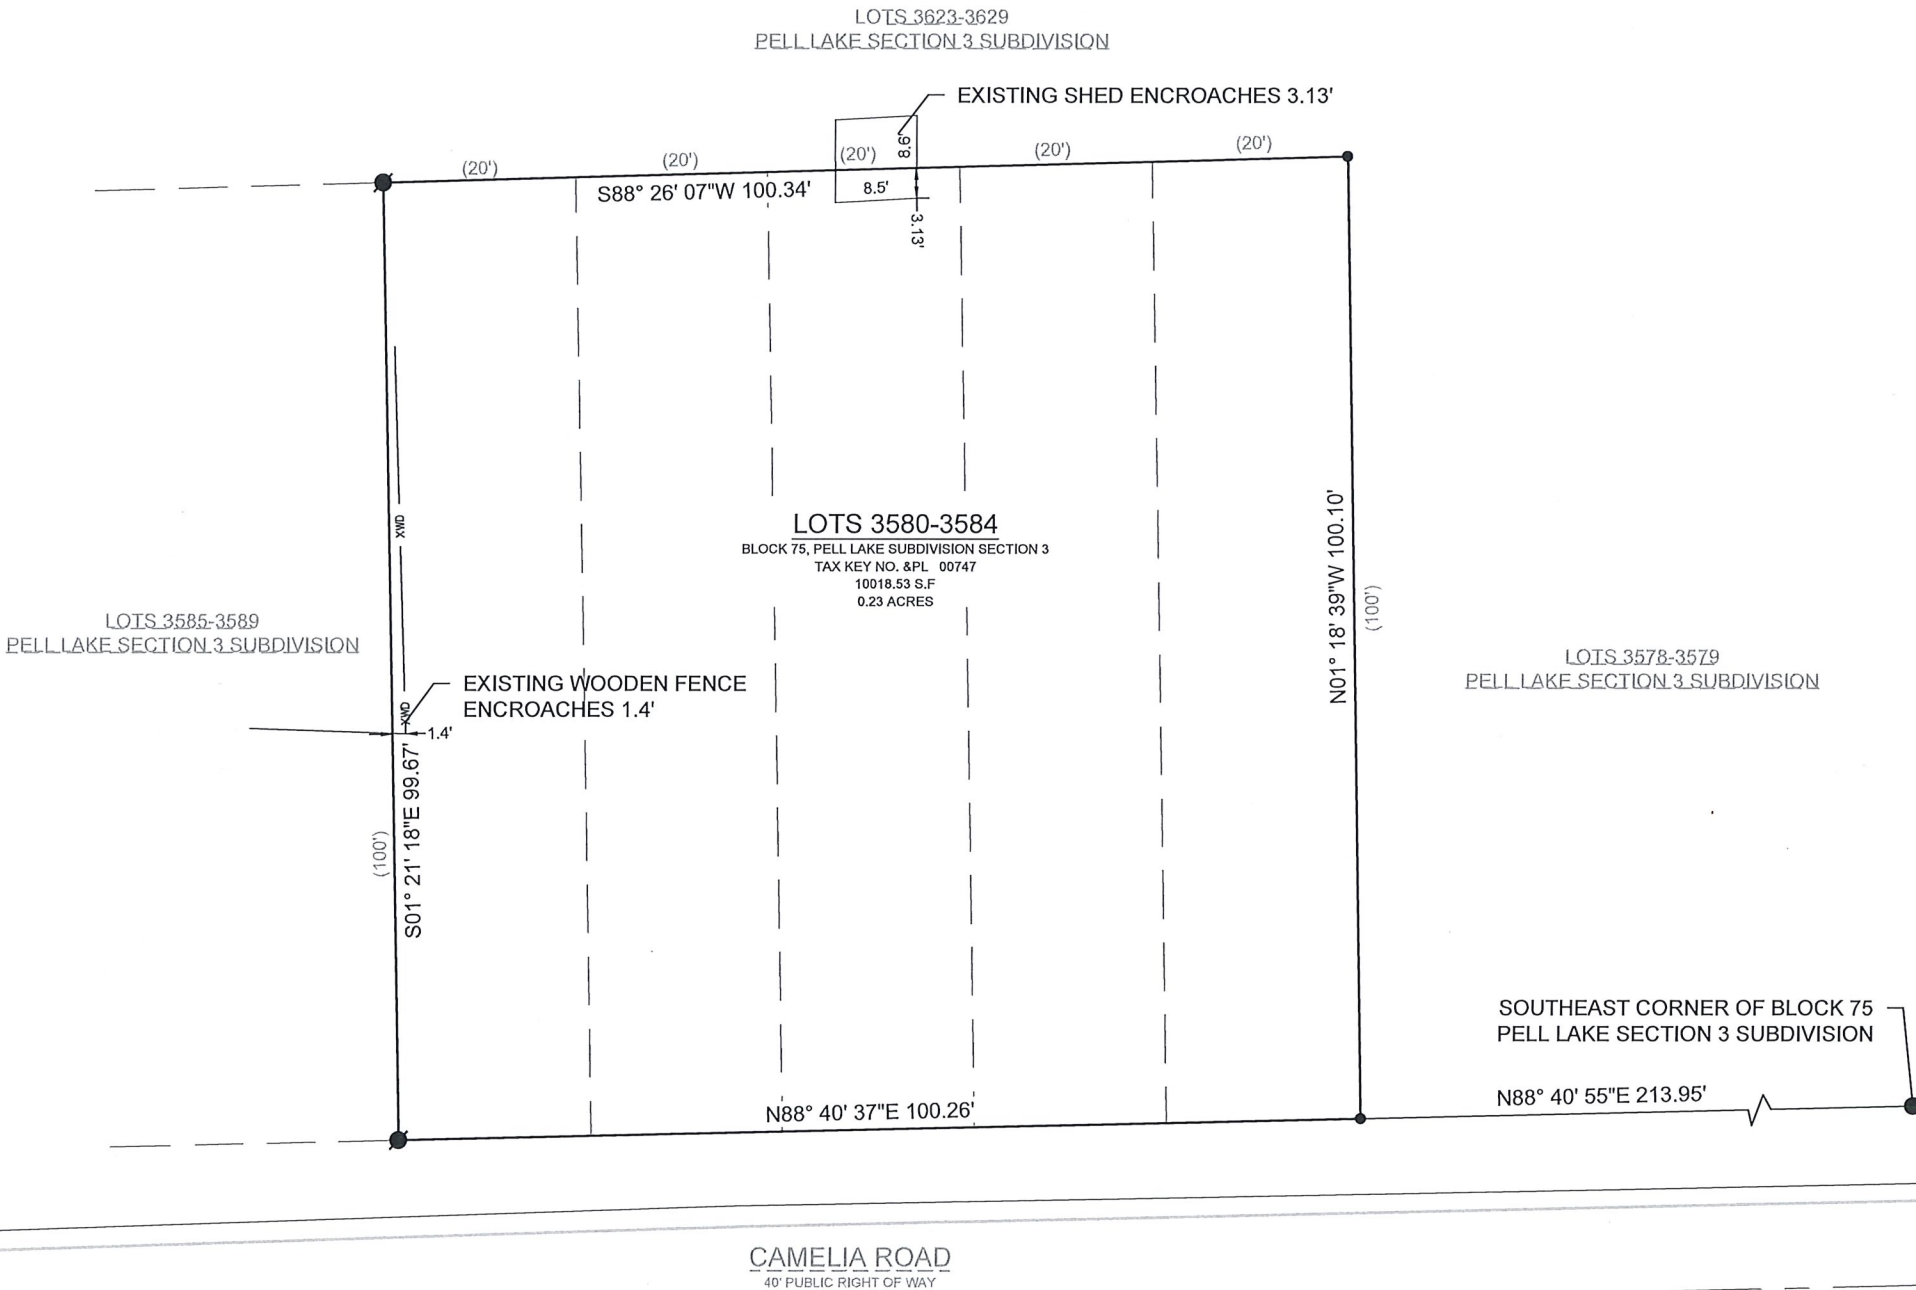 LOTS 3623-3629
PELL LAKE SECTION 3 SUBDIVISION
EXISTING SHED ENCROACHES 3.13'
(20')
(20')
(20')
8.6'
(20')
(20')
S88° 26' 07"W 100.34'
8.5'
3.13'
XWD
LOTS 3580-3584
BLOCK 75, PELL LAKE SUBDIVISION SECTION 3
TAX KEY NO. &PL 00747
10018.53 S.F
0.23 ACRES
N01° 18' 39"W 100.10'
(100')
LOTS 3585-3589
PELL LAKE SECTION 3 SUBDIVISION
LOTS 3578-3579
PELL LAKE SECTION 3 SUBDIVISION
EXISTING WOODEN FENCE
ENCROACHES 1.4'
XWD
1.4'
S01° 21' 18"E 99.67'
(100')
SOUTHEAST CORNER OF BLOCK 75
PELL LAKE SECTION 3 SUBDIVISION
N88° 40' 55"E 213.95'
N88° 40' 37"E 100.26'
CAMELIA ROAD
40' PUBLIC RIGHT OF WAY